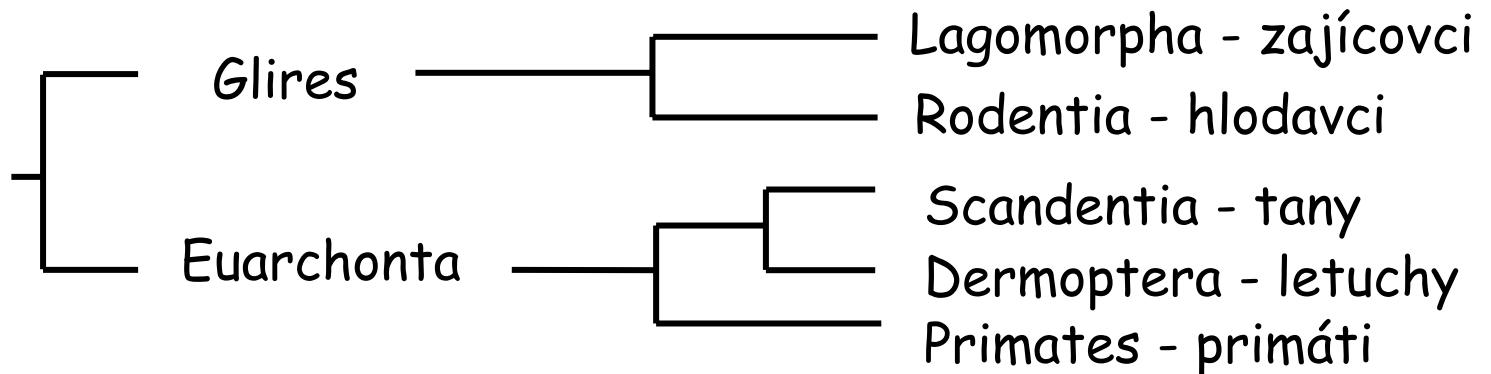 Lagomorpha - zajícovci
Glires
Rodentia - hlodavci
Scandentia - tany
Euarchonta
Dermoptera - letuchy
Primates - primáti